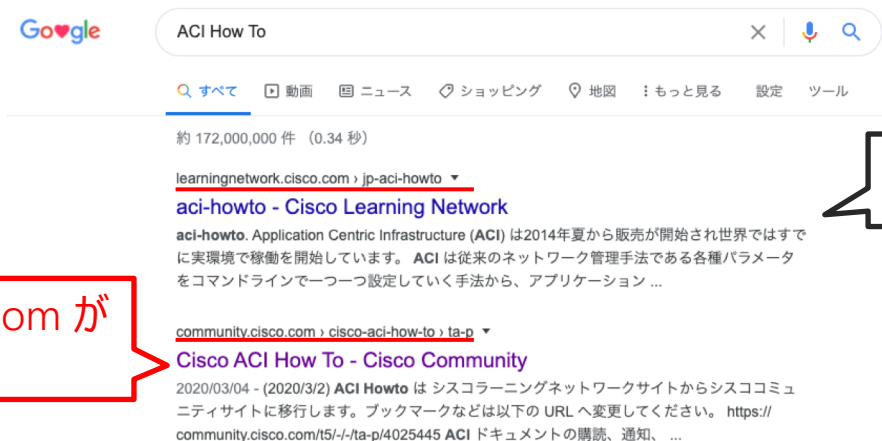 Go♥gle
ACI How To
すべて 動画 ニュース ショッピング 地図 もっと見る 設定 ツール
約 172,000,000 件 （0.34 秒）
learningnetwork.cisco.com › jp-aci-howto
aci-howto - Cisco Learning Network
aci-howto. Application Centric Infrastructure (ACI) は2014年夏から販売が開始され世界ではすで
に実環境で稼働を開始しています。 ACI は従来のネットワーク管理手法である各種パラメータ
をコマンドラインで一つ一つ設定していく手法から、アプリケーション ...
om が
community.cisco.com › cisco-aci-how-to › ta-p
Cisco ACI How To - Cisco Community
2020/03/04 - (2020/3/2) ACI Howto は シスコラーニングネットワークサイトからシスココミュ
ニティサイトに移行します。ブックマークなどは以下の URL へ変更してください。 https://
community.cisco.com/t5/-/-/ta-p/4025445 ACI ドキュメントの購読、通知、 ...